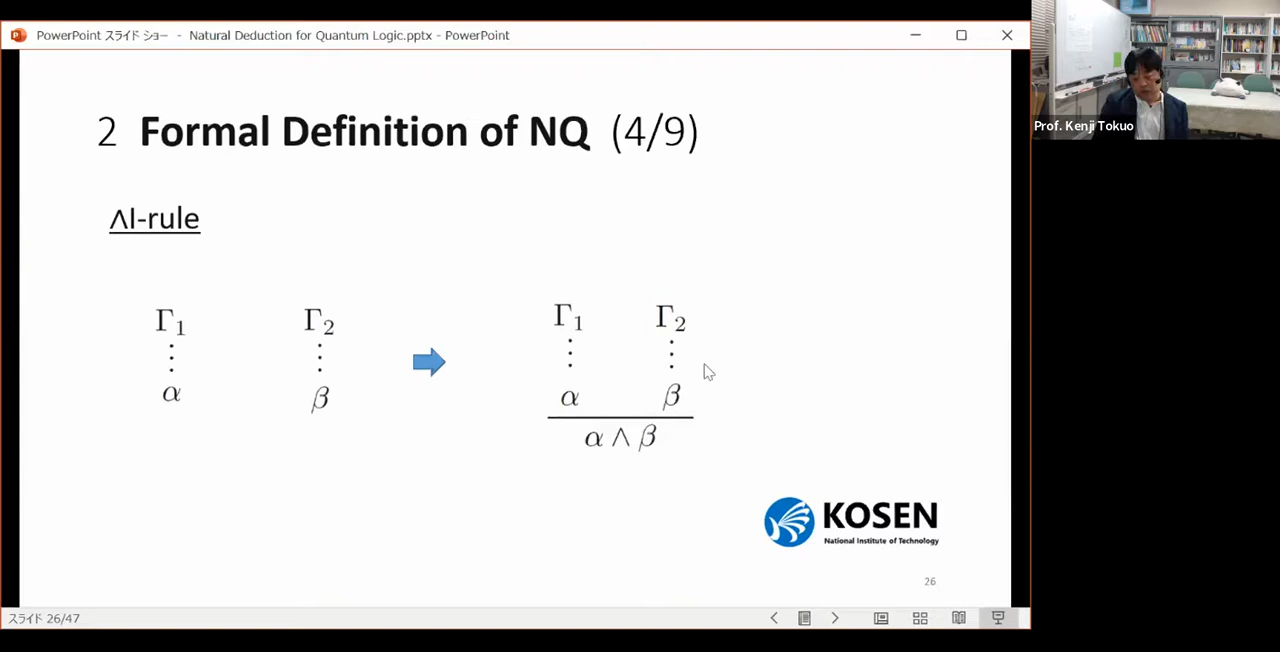 PowerPoint スライド ショー - Natural Deduction for Quantum Logic.pptx - PowerPoint
Prof. Kenji Tokuo
2 Formal Definition of NQ (4/9)
ΛI-rule
Γ₁ Γ₂ Γ₁ Γ₂
⋮ ⋮ ⋮ ⋮
α β α β
α ∧ β
KOSEN
National Institute of Technology
26
スライド 26/47